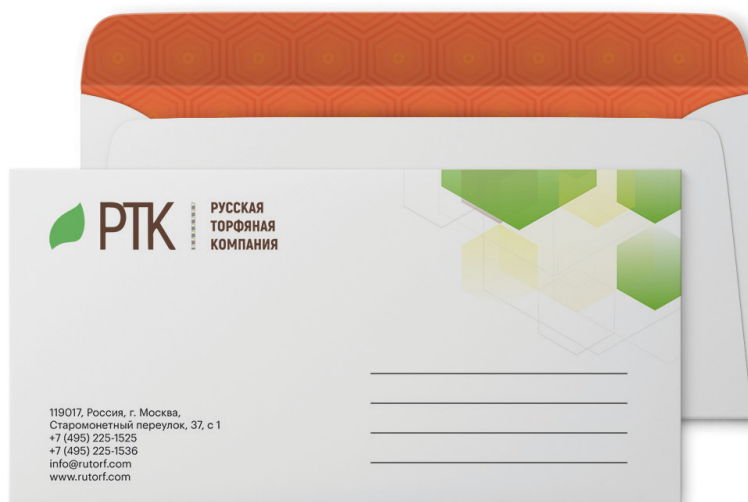 РТК
РУССКАЯ
ТОРФЯНАЯ
КОМПАНИЯ
119017, Россия, г. Москва,
Старомонетный переулок, 37, с 1
+7 (495) 225-1525
+7 (495) 225-1536
info@rutorf.com
www.rutorf.com